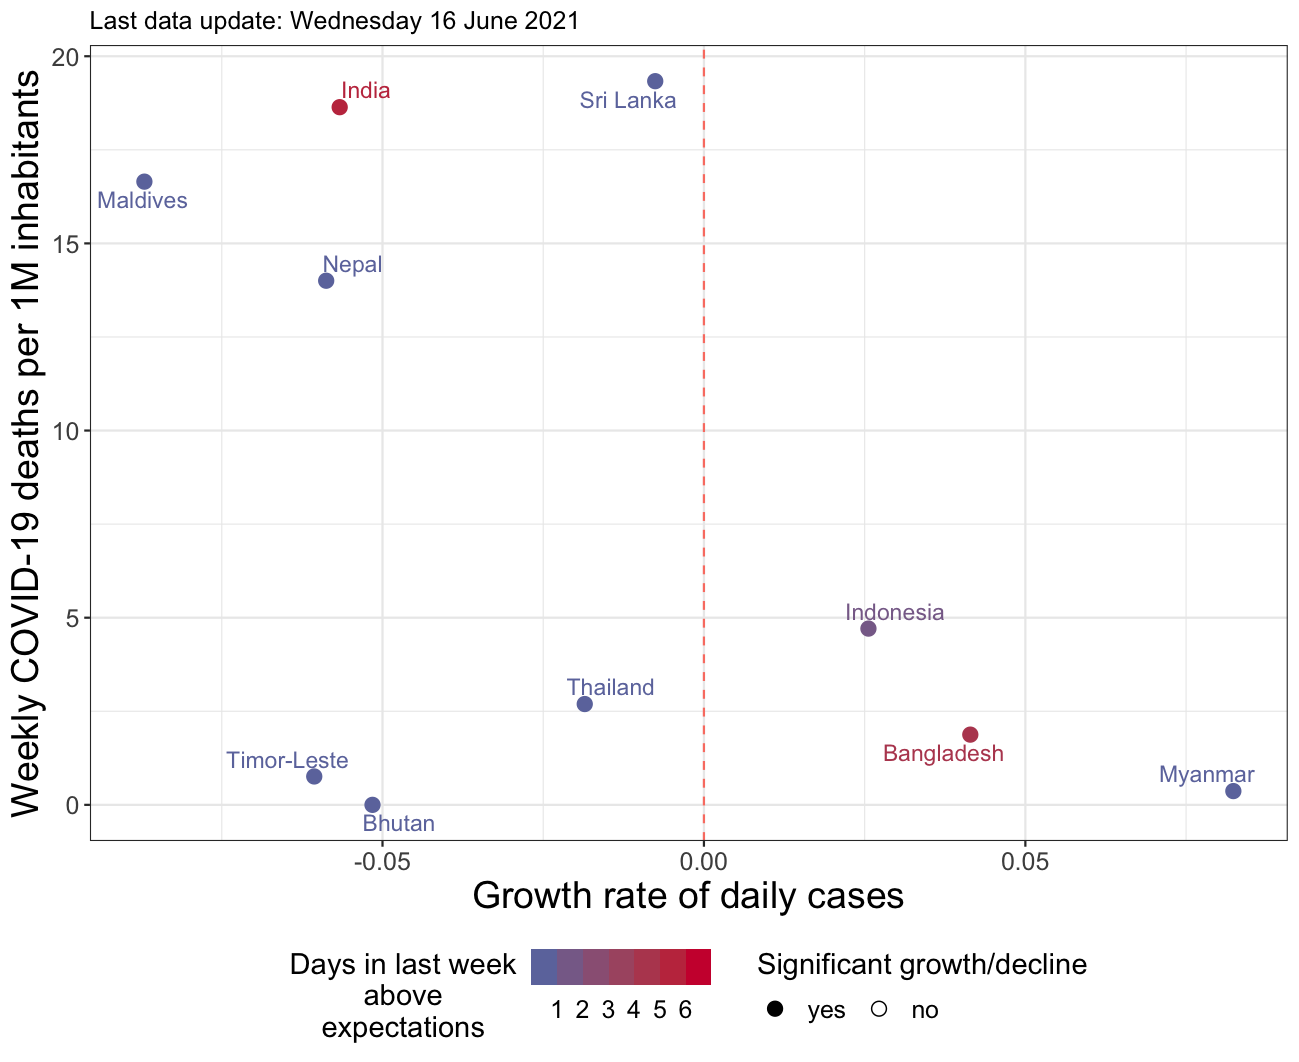 Last data update: Wednesday 16 June 2021
Weekly COVID-19 deaths per 1M inhabitants
20
15
10
5
0
India
Sri Lanka
Maldives
Nepal
Indonesia
Thailand
Bangladesh
Timor-Leste
Myanmar
Bhutan
-0.05 0.00 0.05
Growth rate of daily cases
Days in last week
above
expectations
1 2 3 4 5 6
Significant growth/decline
yes no